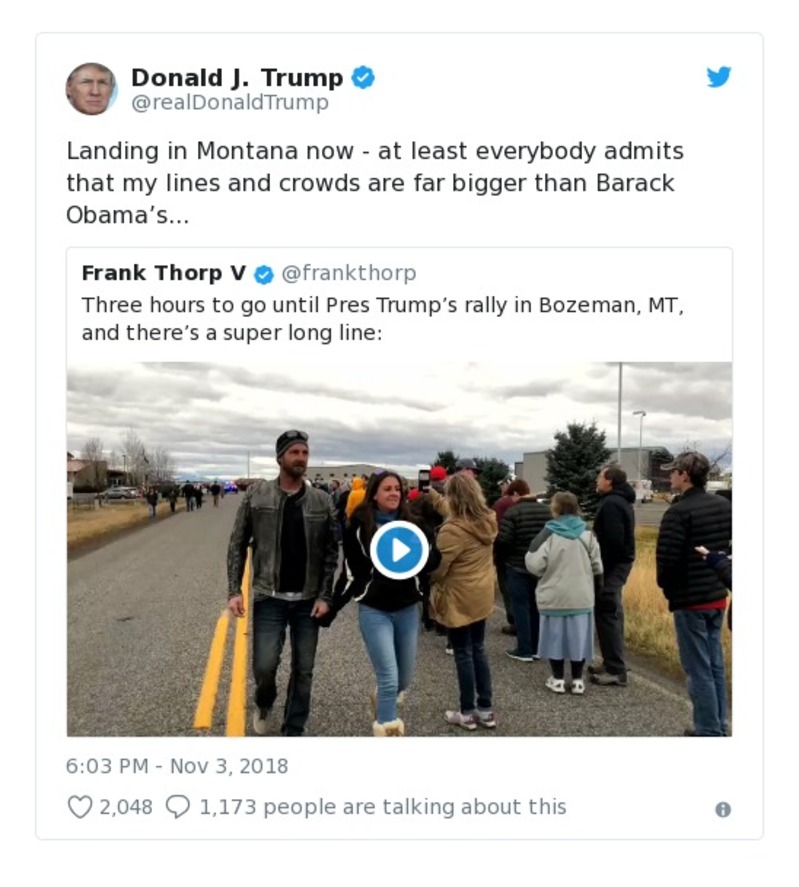 Donald J. Trump
@realDonaldTrump
Landing in Montana now - at least everybody admits
that my lines and crowds are far bigger than Barack
Obama’s...
Frank Thorp V @frankthorp
Three hours to go until Pres Trump’s rally in Bozeman, MT,
and there’s a super long line:
6:03 PM - Nov 3, 2018
2,048 1,173 people are talking about this